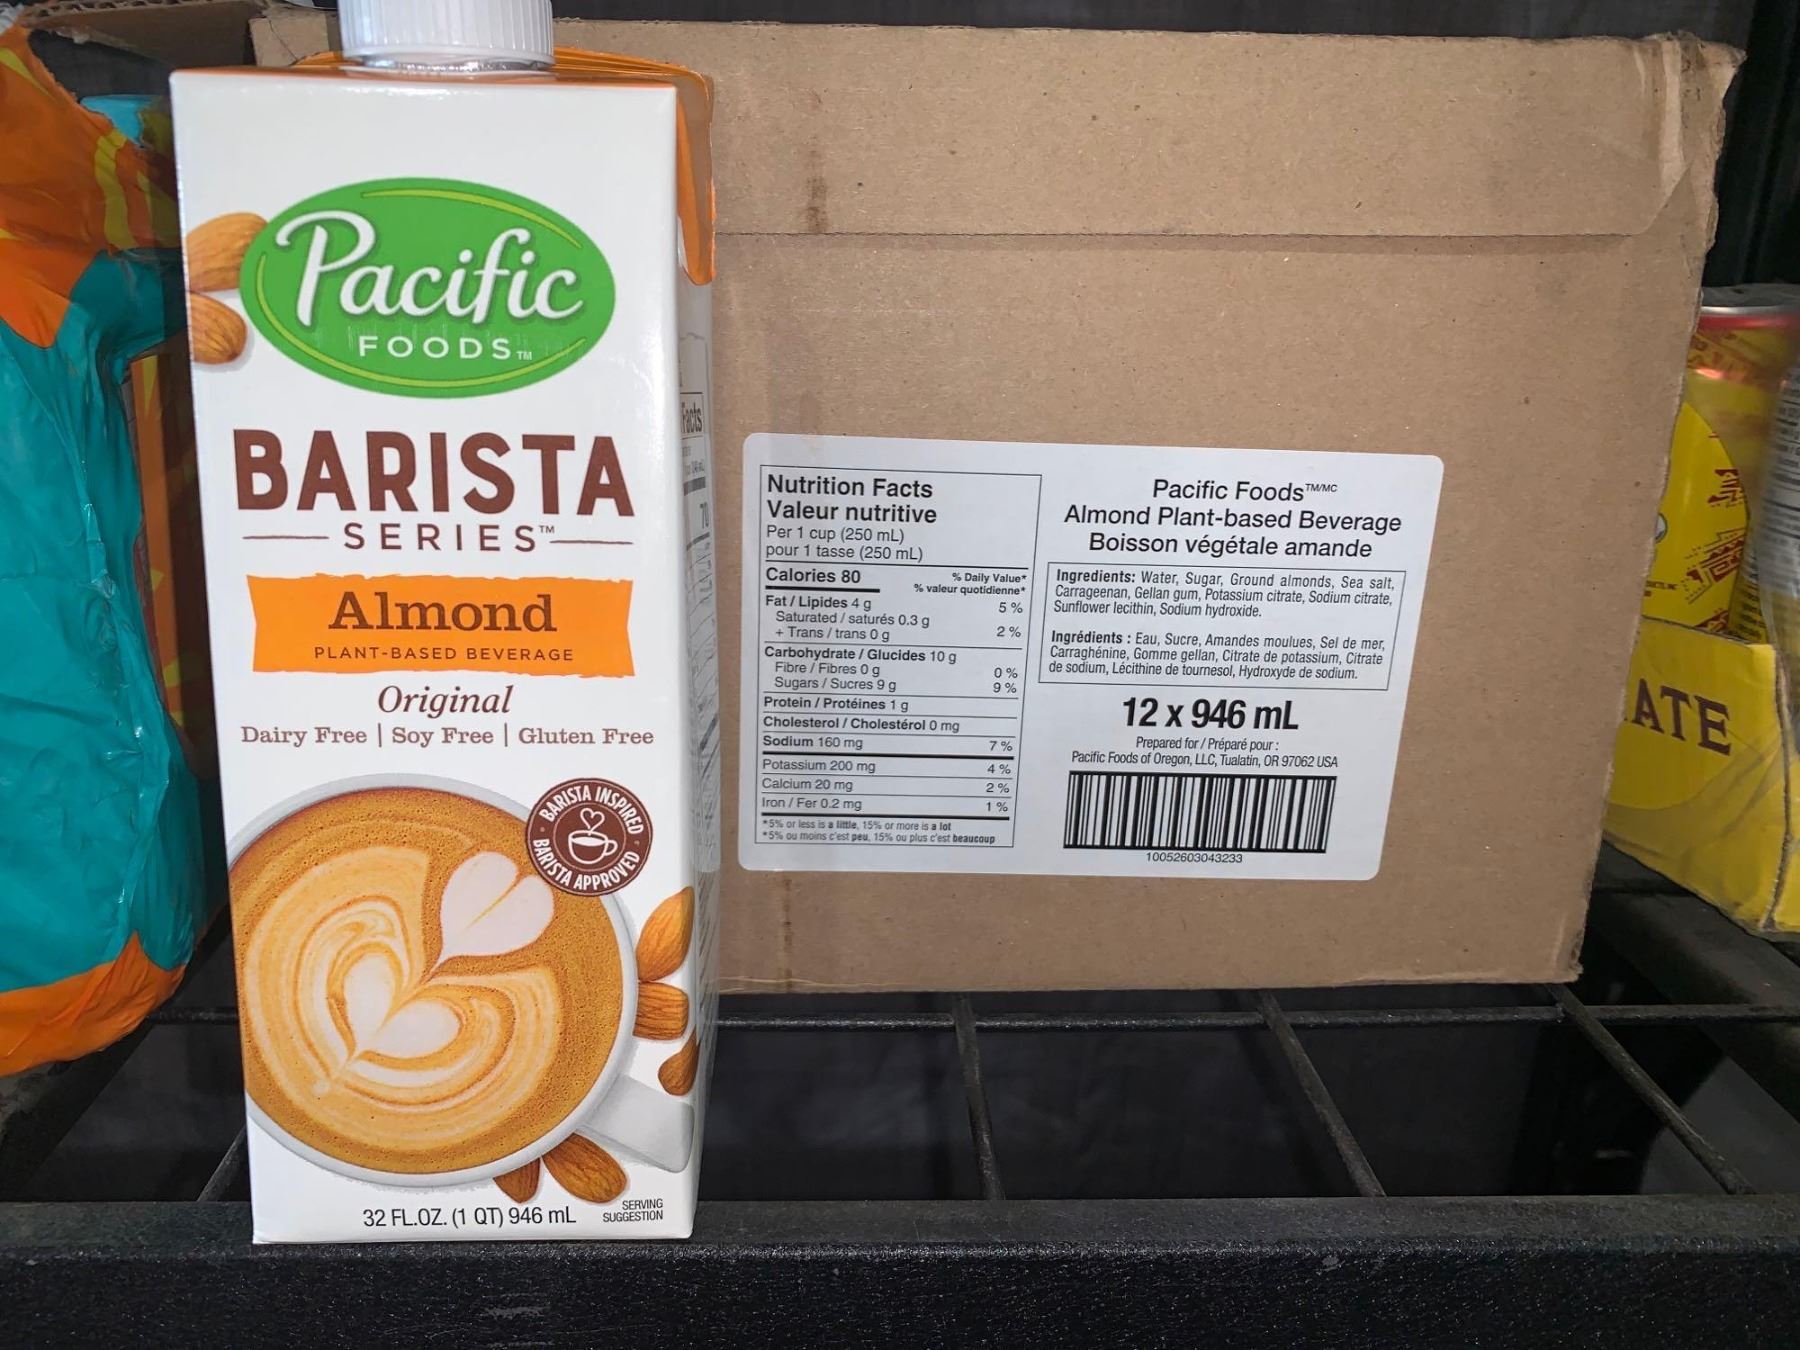 Pacific
FOODS TM
BARISTA
SERIES™
Almond
PLANT-BASED BEVERAGE
Original
Dairy Free | Soy Free | Gluten Free
BARISTA INSPIRED
BARISTA APPROVED
32 FL.OZ. (1 QT) 946 mL
SERVING
SUGGESTION
Facts
70
Nutrition Facts
Valeur nutritive
Per 1 cup (250 mL)
pour 1 tasse (250 mL)
Calories 80
% Daily Value*
% valeur quotidienne*
Fat / Lipides 4 g 5 %
Saturated / saturés 0.3 g
+ Trans / trans 0 g 2 %
Carbohydrate / Glucides 10 g
Fibre / Fibres 0 g 0 %
Sugars / Sucres 9 g 9 %
Protein / Protéines 1 g
Cholesterol / Cholestérol 0 mg
Sodium 160 mg 7 %
Potassium 200 mg 4 %
Calcium 20 mg 2 %
Iron / Fer 0.2 mg 1 %
*5% or less is a little, 15% or more is a lot
*5% ou moins c'est peu, 15% ou plus c'est beaucoup
Pacific Foods™/MC
Almond Plant-based Beverage
Boisson végétale amande
Ingredients: Water, Sugar, Ground almonds, Sea salt,
Carrageenan, Gellan gum, Potassium citrate, Sodium citrate,
Sunflower lecithin, Sodium hydroxide.
Ingrédients : Eau, Sucre, Amandes moulues, Sel de mer,
Carraghénine, Gomme gellan, Citrate de potassium, Citrate
de sodium, Lécithine de tournesol, Hydroxyde de sodium.
12 x 946 mL
Prepared for / Préparé pour :
Pacific Foods of Oregon, LLC, Tualatin, OR 97062 USA
10052603043233
ATE